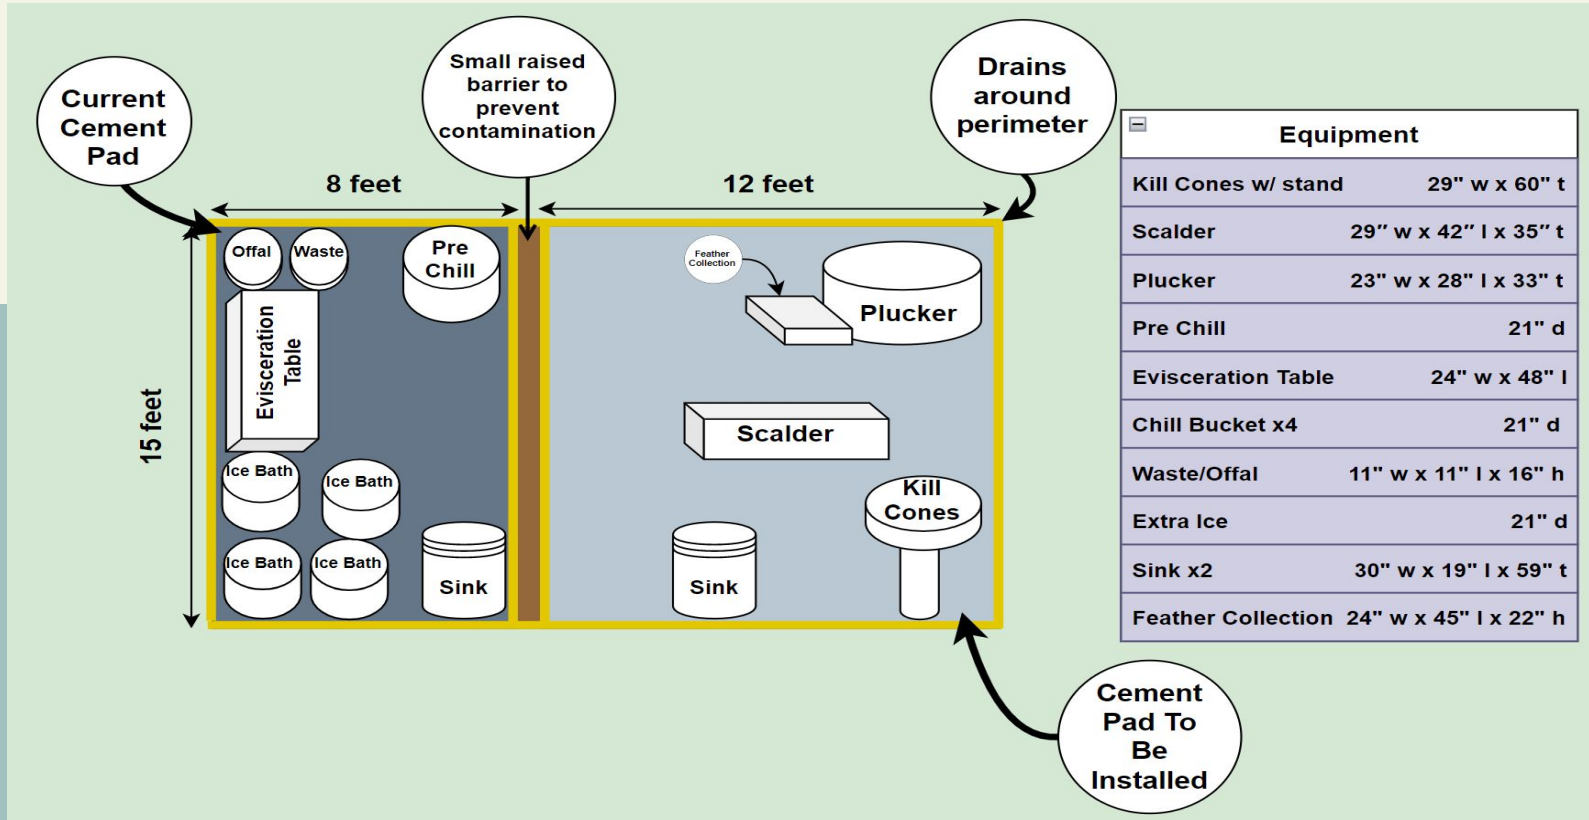 Current
Cement
Pad
Small raised
barrier to
prevent
contamination
Drains
around
perimeter
8 feet
12 feet
15 feet
Offal
Waste
Pre
Chill
Evisceration
Table
Ice Bath
Ice Bath
Ice Bath
Ice Bath
Sink
Feather
Collection
Plucker
Scalder
Kill
Cones
Sink
Cement
Pad To
Be
Installed
Equipment
Kill Cones w/ stand 29" w x 60" t
Scalder 29″ w x 42″ l x 35″ t
Plucker 23" w x 28" l x 33" t
Pre Chill 21" d
Evisceration Table 24" w x 48" l
Chill Bucket x4 21" d
Waste/Offal 11" w x 11" l x 16" h
Extra Ice 21" d
Sink x2 30" w x 19" l x 59" t
Feather Collection 24" w x 45" l x 22" h